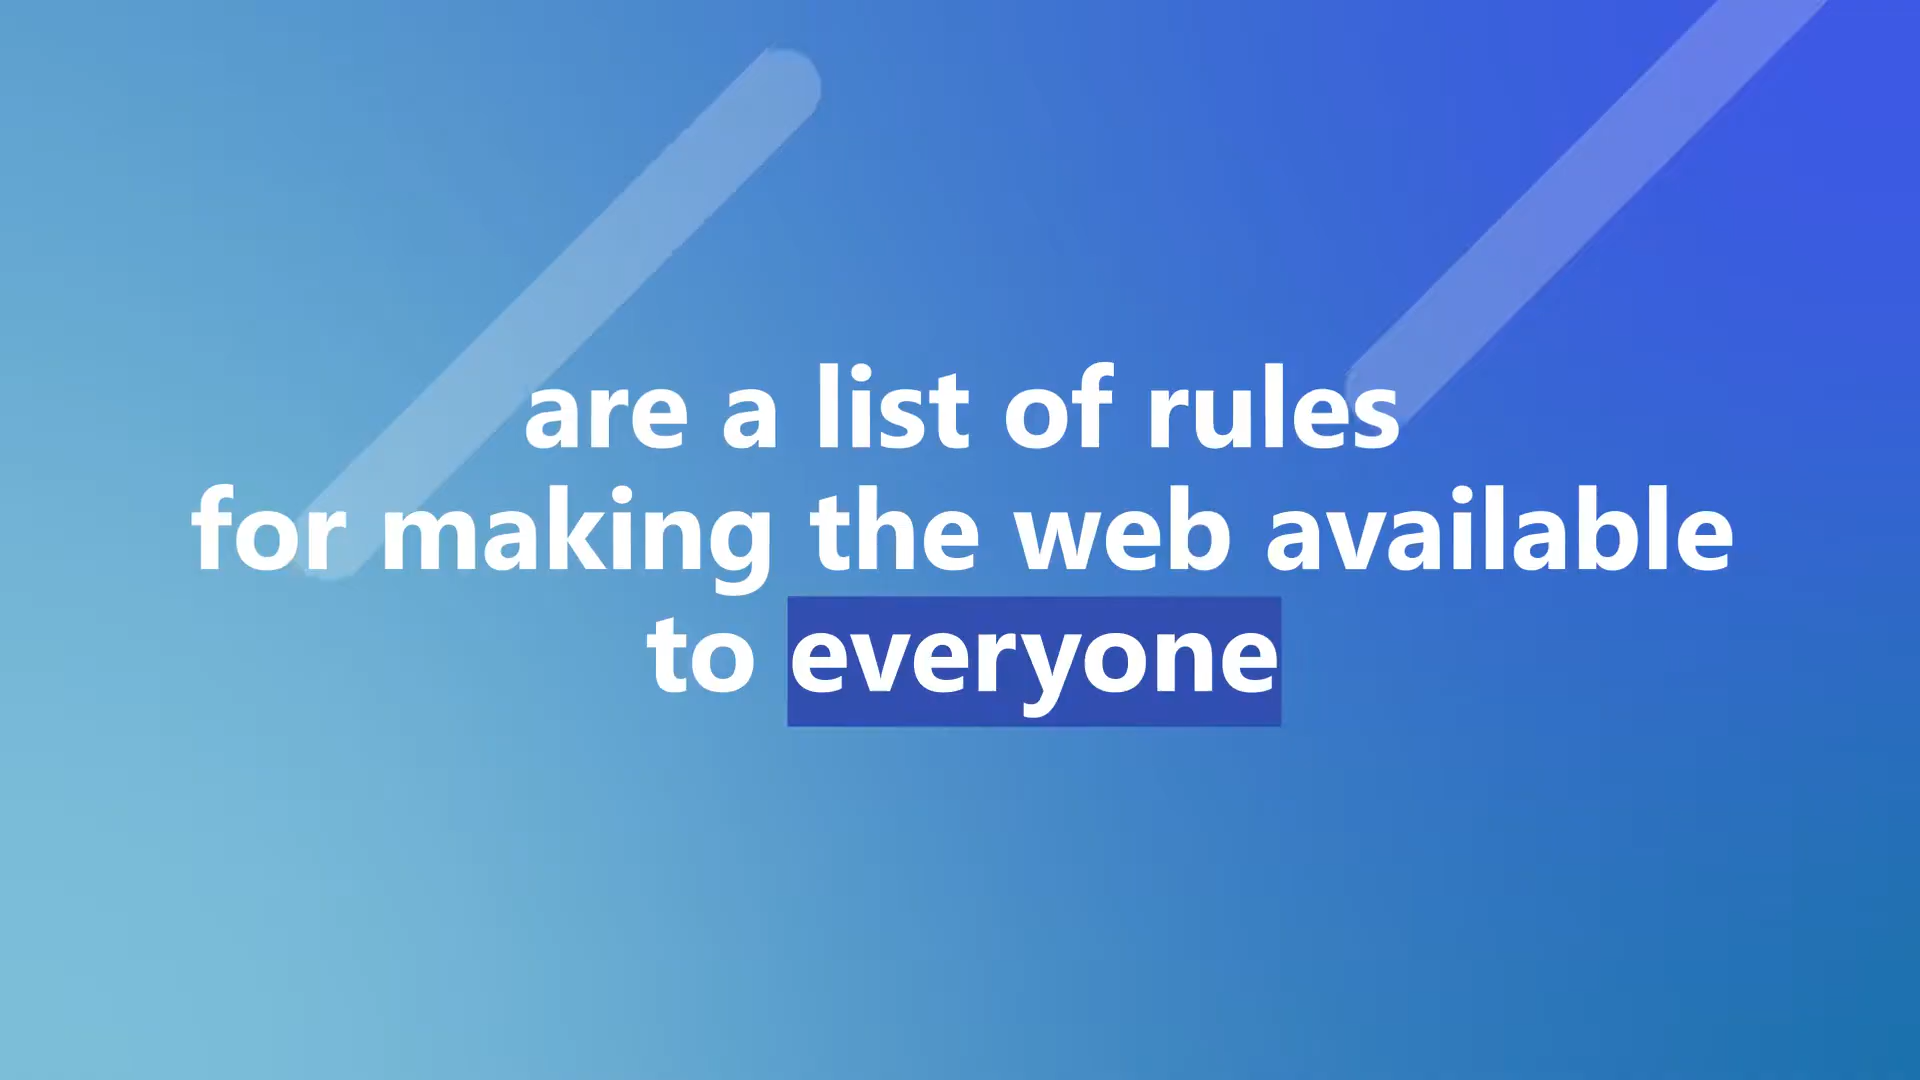 are a list of rules
for making the web available
to everyone